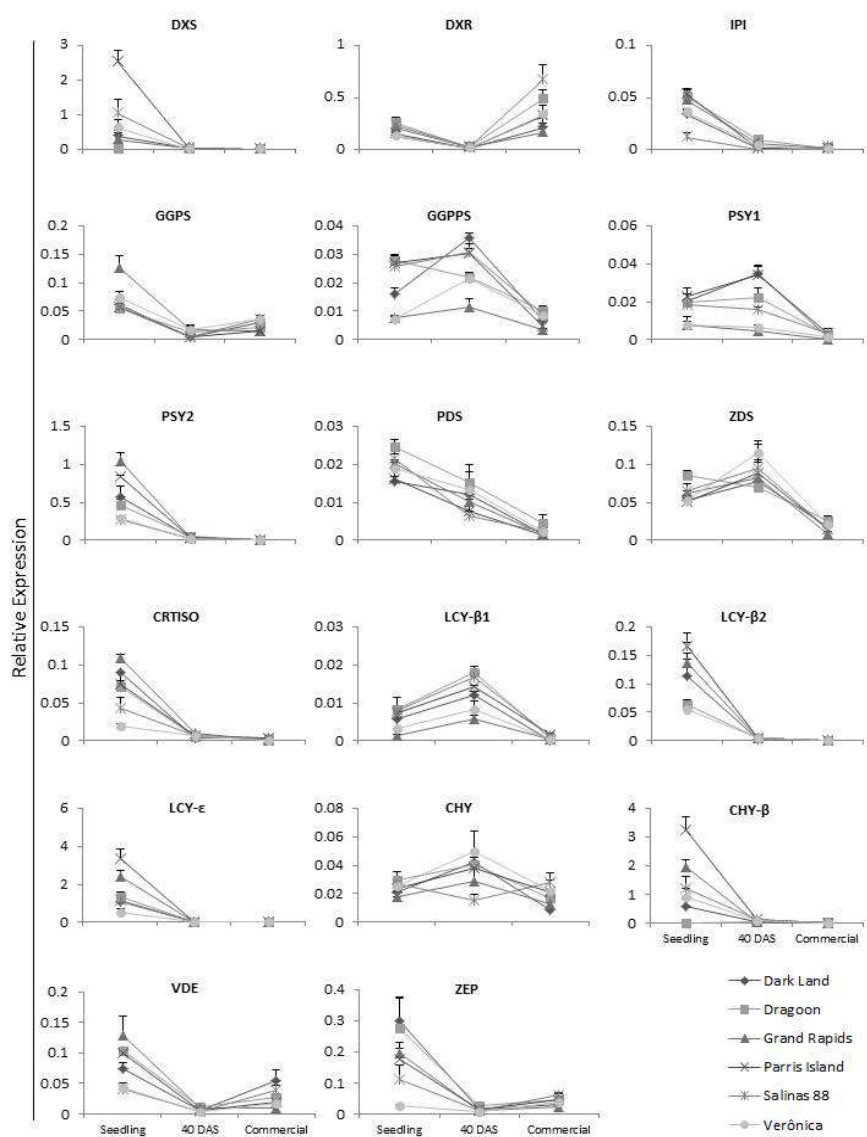 DXS DXR IPI
3 1 0.1
2
0.5 0.05
1
0 0 0
GGPS GGPPS PSY1
0.2 0.04 0.06
0.15 0.03
0.04
0.1 0.02
0.02
0.05 0.01
0 0 0
PSY2 PDS ZDS
1.5 0.03 0.15
1 0.02 0.1
0.5 0.01 0.05
0 0 0
Relative Expression
CRTISO LCY-β1 LCY-β2
0.15 0.03 0.2
0.15
0.1 0.02
0.1
0.05 0.01
0.05
0 0 0
LCY-ε CHY CHY-β
6 0.08 4
0.06 3
4
0.04 2
2
0.02 1
0 0 0
Seedling 40 DAS Commercial
VDE ZEP
0.2 0.4
0.15 0.3
0.1 0.2
0.05 0.1
0 0
Seedling 40 DAS Commercial Seedling 40 DAS Commercial
Dark Land
Dragoon
Grand Rapids
Parris Island
Salinas 88
Verônica